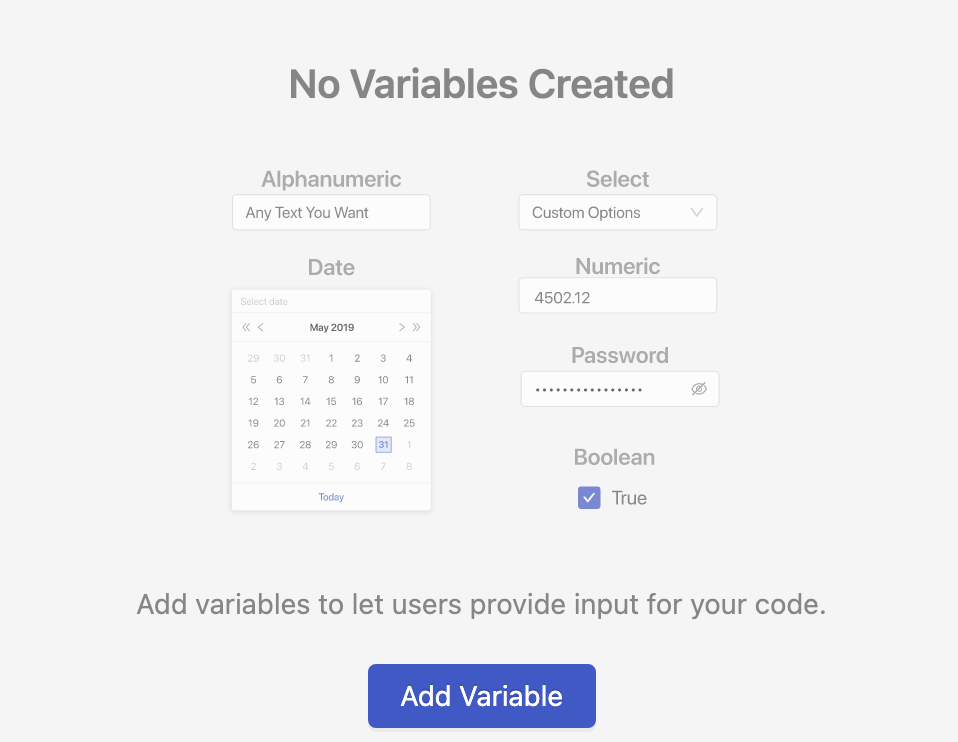 No Variables Created
Alphanumeric
Any Text You Want
Date
Select date
« < May 2019 > »
29 30 31 1 2 3 4
5 6 7 8 9 10 11
12 13 14 15 16 17 18
19 20 21 22 23 24 25
26 27 28 29 30 31 1
2 3 4 5 6 7 8
Today
Select
Custom Options
Numeric
4502.12
Password
••••••••••••••••
Boolean
True
Add variables to let users provide input for your code.
Add Variable